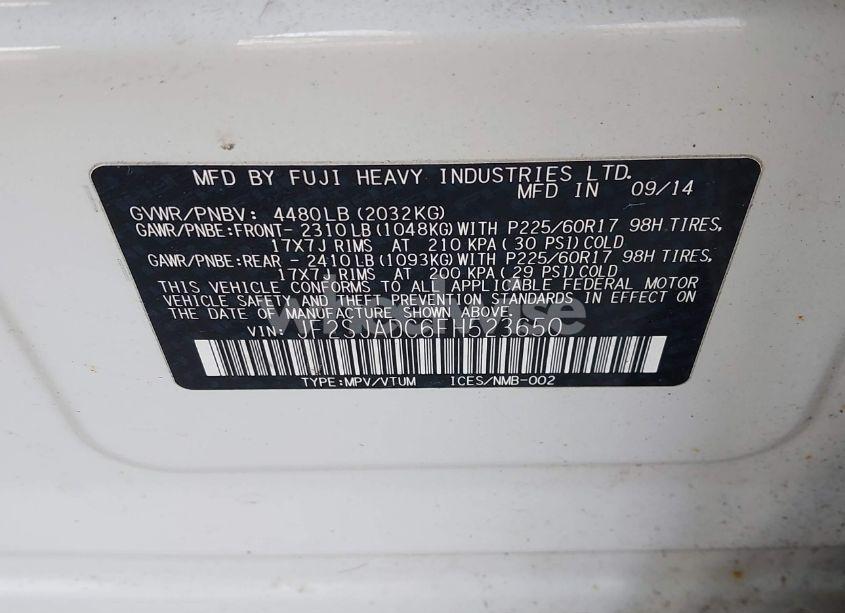 MFD BY FUJI HEAVY INDUSTRIES LTD.
MFD IN 09/14
GVWR/PNBV: 4480LB (2032KG)
GAWR/PNBE:FRONT- 2310LB (1048KG) WITH P225/60R17 98H TIRES,
17X7J RIMS AT 210 KPA (30 PSI) COLD
GAWR/PNBE:REAR - 2410LB (1093KG) WITH P225/60R17 98H TIRES,
17X7J RIMS AT 200 KPA (29 PSI) COLD
THIS VEHICLE CONFORMS TO ALL APPLICABLE FEDERAL MOTOR
VEHICLE SAFETY AND THEFT PREVENTION STANDARDS IN EFFECT ON
THE DATE OF MANUFACTURE SHOWN ABOVE.
VIN: JF2SJADC6FH523650
TYPE:MPV/VTUM ICES/NMB-002